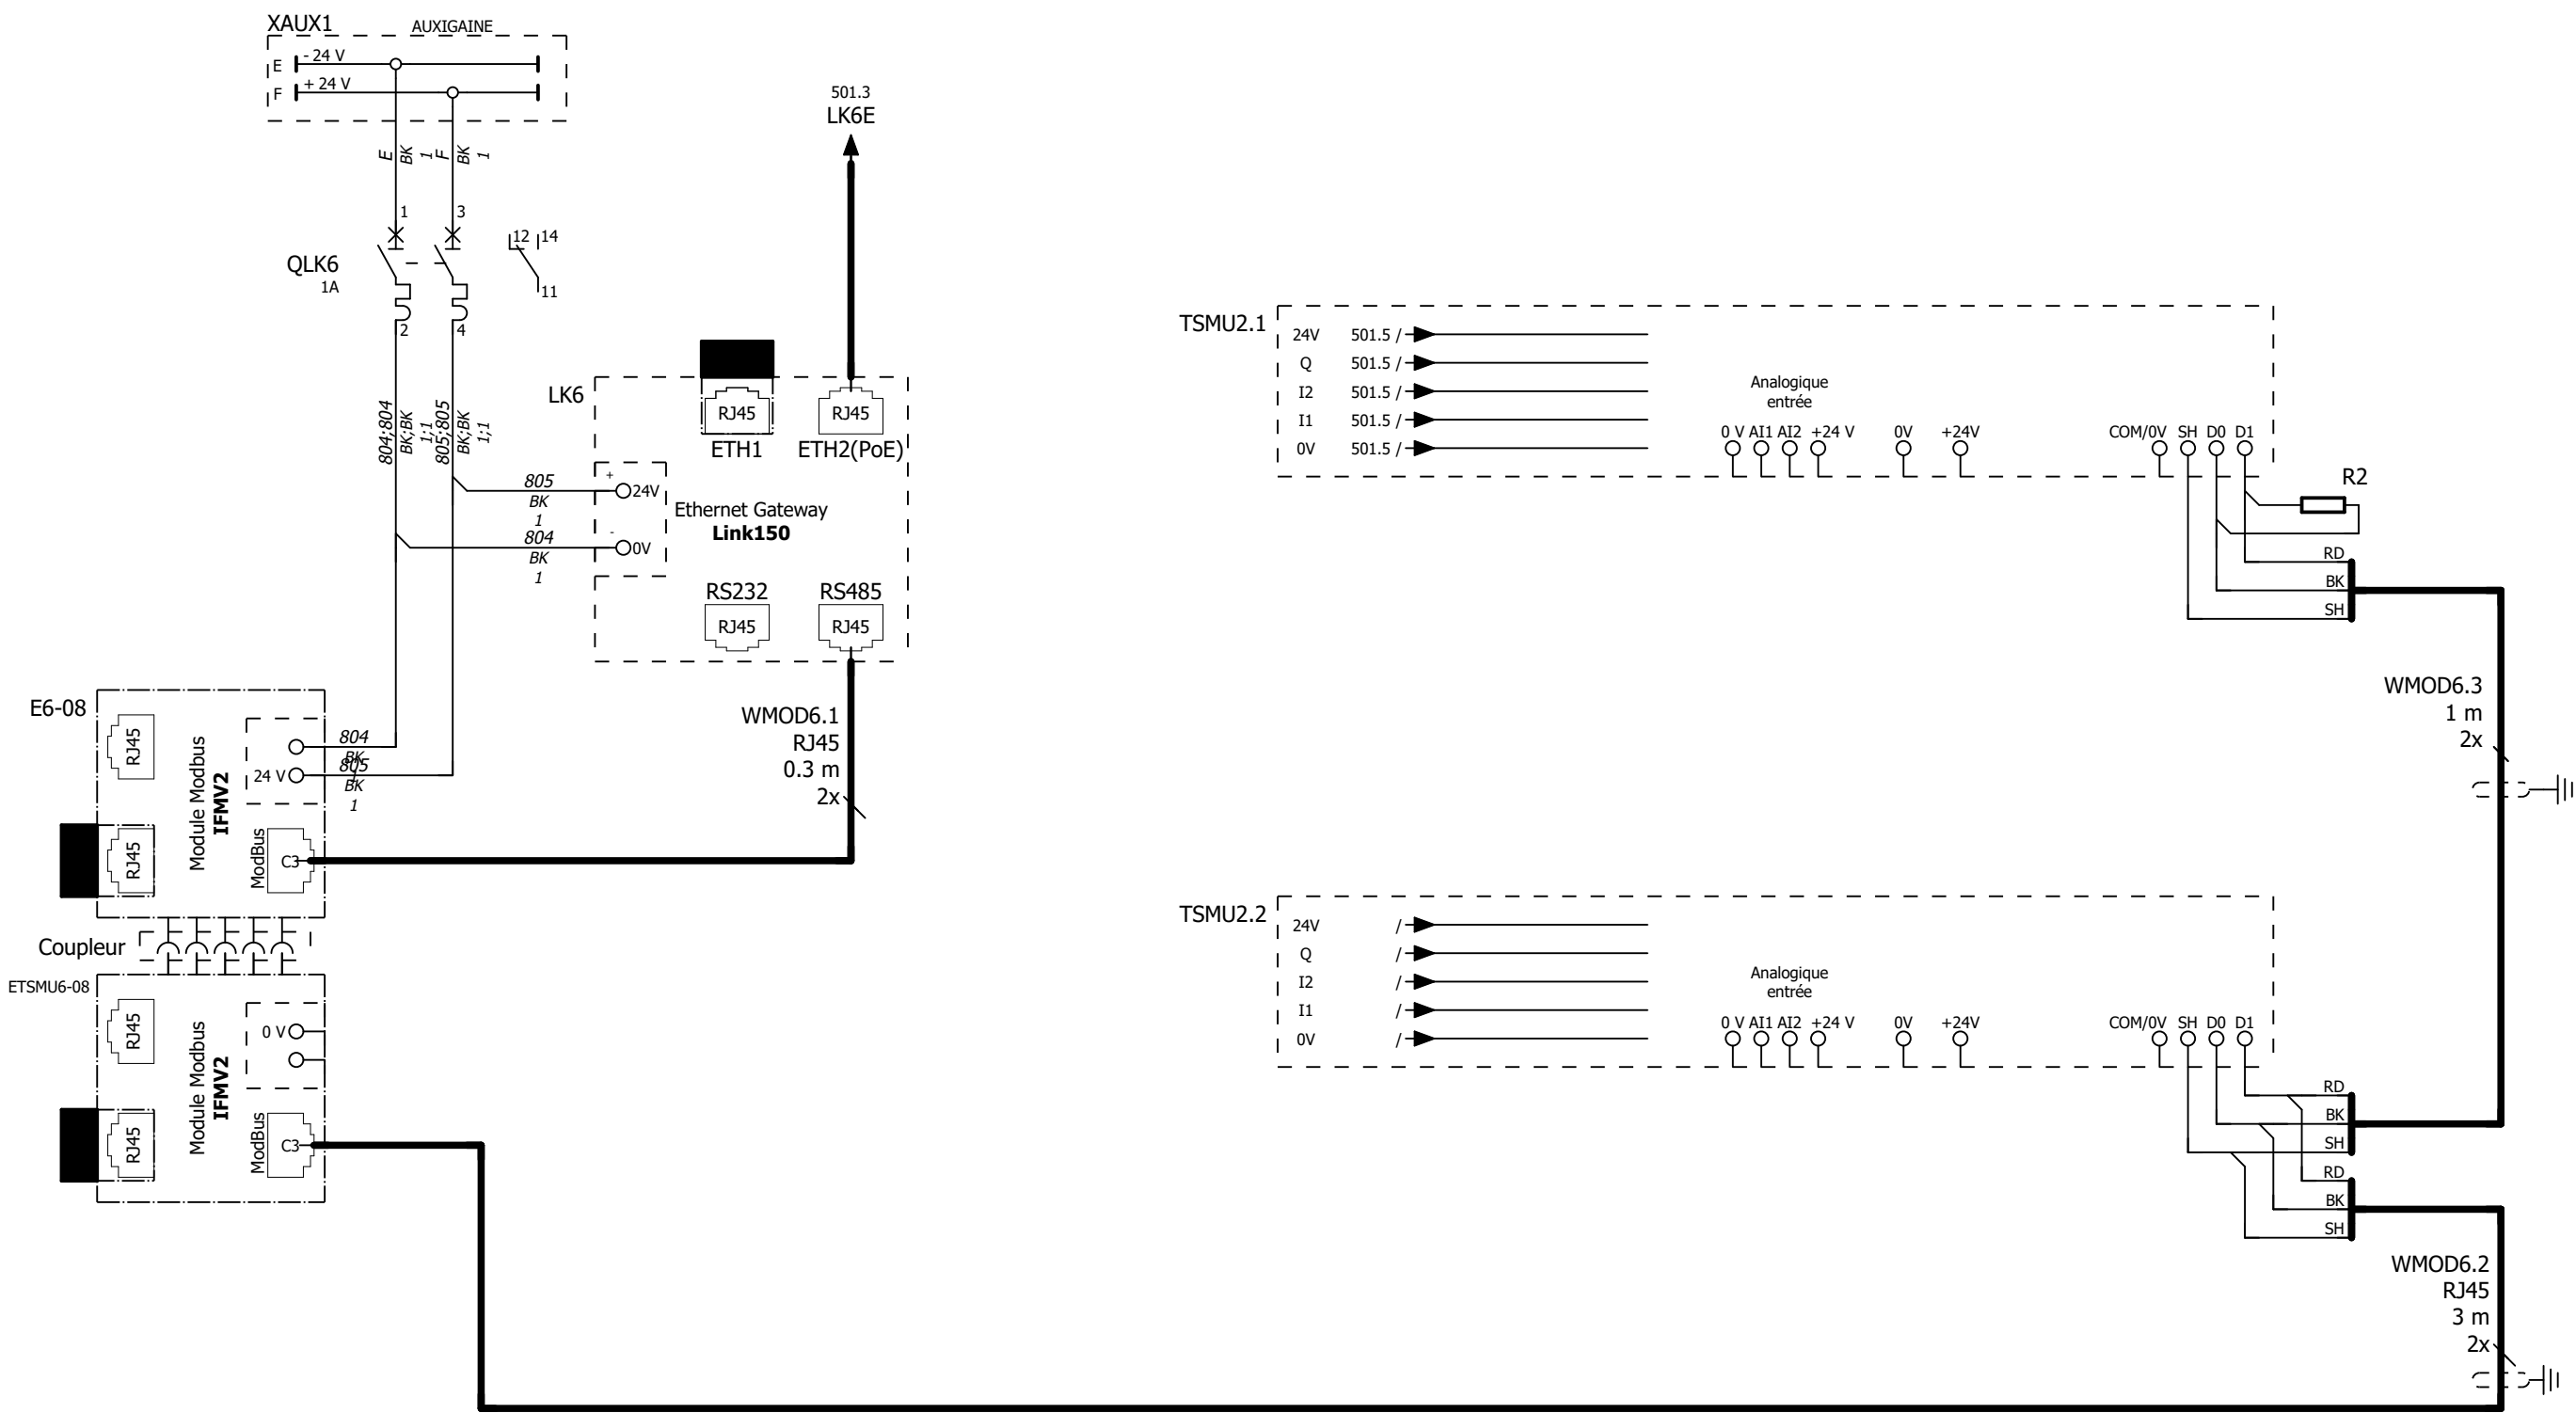 XAUX1
AUXIGAINE
E
- 24 V
F
+ 24 V
501.3
LK6E
E
BK
1
F
BK
1
1
3
12
14
QLK6
1A
11
2
4
804;804
BK;BK
1;1
805;805
BK;BK
1;1
LK6
RJ45
RJ45
ETH1
ETH2(PoE)
805
BK
1
+
24V
804
BK
1
-
0V
Ethernet Gateway
Link150
RS232
RS485
RJ45
RJ45
WMOD6.1
RJ45
0.3 m
2x
E6-08
RJ45
Module Modbus
IFMV2
24 V
804
BK
1
805
BK
1
RJ45
ModBus
C3
Coupleur
ETSMU6-08
RJ45
Module Modbus
IFMV2
0 V
RJ45
ModBus
C3
TSMU2.1
24V 501.5 /
Q 501.5 /
I2 501.5 /
I1 501.5 /
0V 501.5 /
Analogique
entrée
0 V AI1 AI2 +24 V 0V +24V COM/0V SH D0 D1
R2
RD
BK
SH
WMOD6.3
1 m
2x
TSMU2.2
24V /
Q /
I2 /
I1 /
0V /
Analogique
entrée
0 V AI1 AI2 +24 V 0V +24V COM/0V SH D0 D1
RD
BK
SH
RD
BK
SH
WMOD6.2
RJ45
3 m
2x